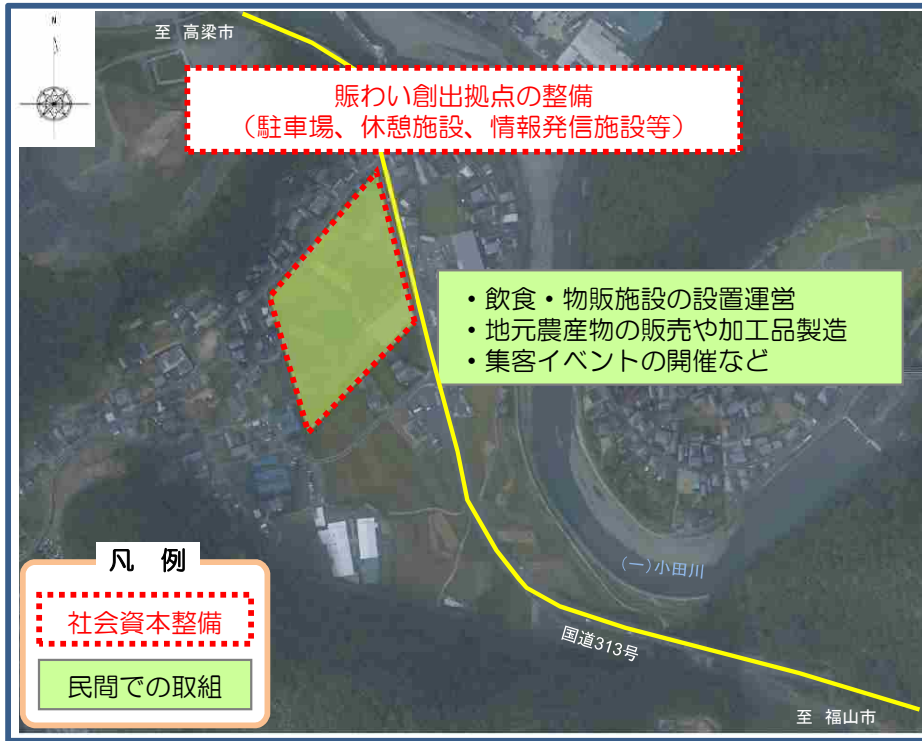 N
至 高梁市
賑わい創出拠点の整備
（駐車場、休憩施設、情報発信施設等）
・飲食・物販施設の設置運営
・地元農産物の販売や加工品製造
・集客イベントの開催など
(一)小田川
国道313号
至 福山市
凡 例
社会資本整備
民間での取組